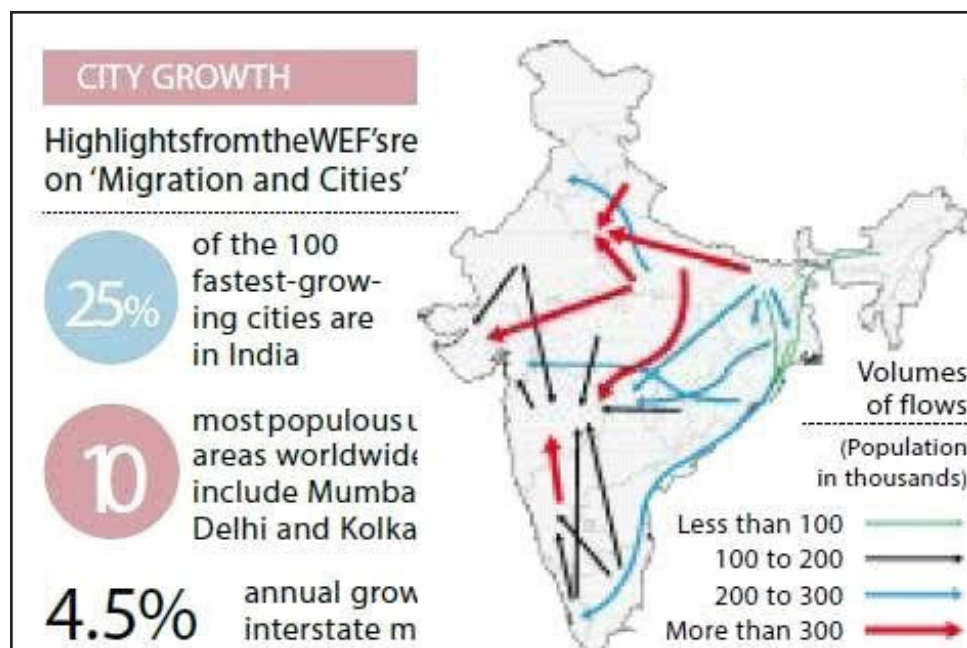 CITY GROWTH
HighlightsfromtheWEF'sre
on 'Migration and Cities'
25%
of the 100
fastest-grow-
ing cities are
in India
10
most populous u
areas worldwide
include Mumba
Delhi and Kolka
4.5%
annual grow
interstate m
Volumes
of flows
(Population
in thousands)
Less than 100
100 to 200
200 to 300
More than 300